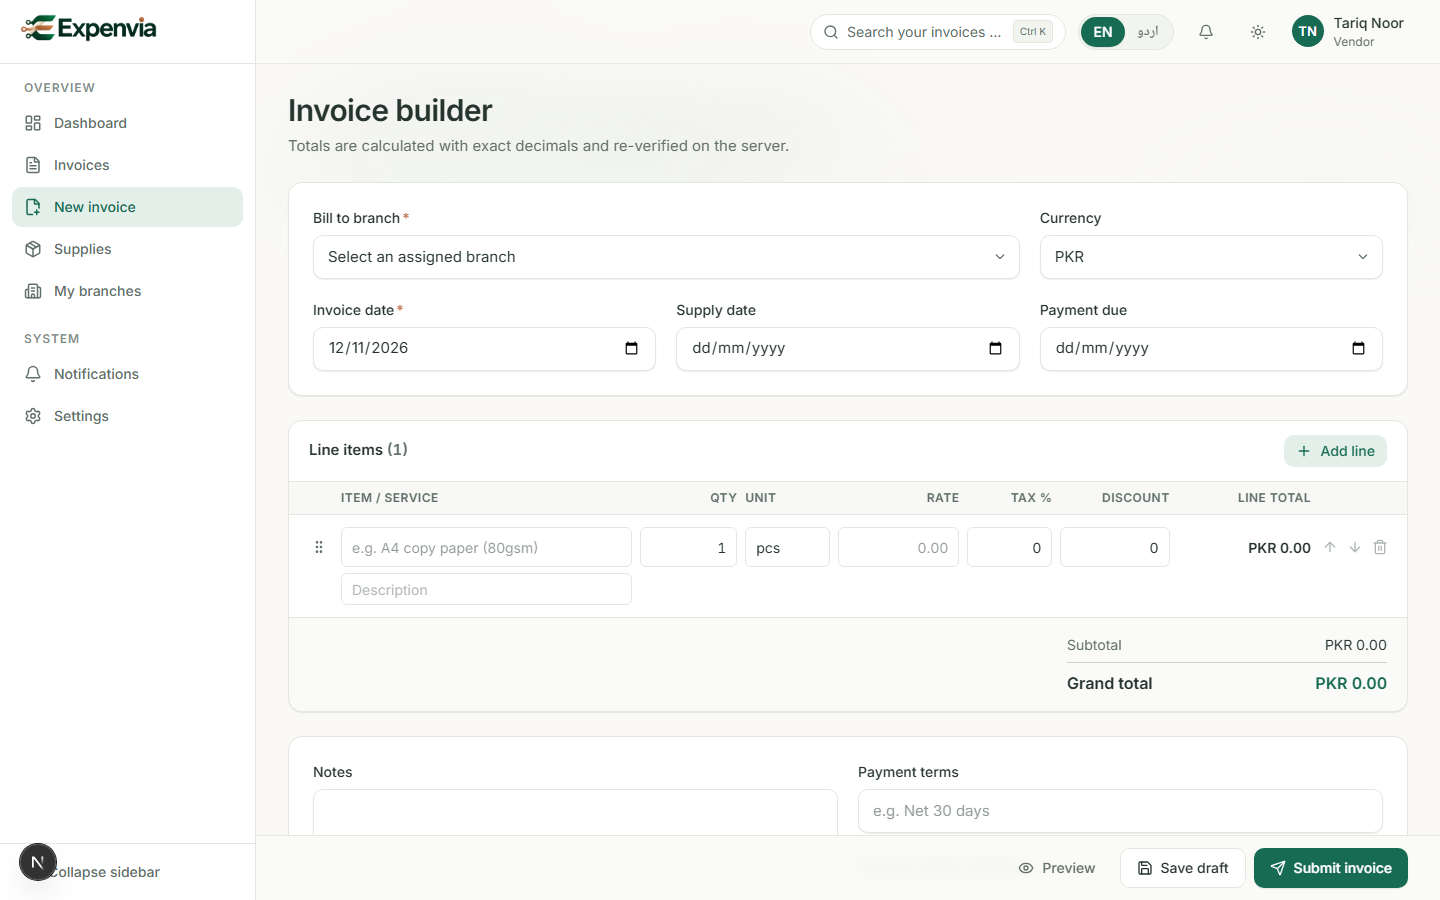 Expenvia
Search your invoices ...
Ctrl K
EN
اردو
TN
Tariq Noor
Vendor
OVERVIEW
Dashboard
Invoices
New invoice
Supplies
My branches
SYSTEM
Notifications
Settings
N
Collapse sidebar
Invoice builder
Totals are calculated with exact decimals and re-verified on the server.
Bill to branch *
Currency
Select an assigned branch
PKR
Invoice date *
Supply date
Payment due
12/11/2026
dd/mm/yyyy
dd/mm/yyyy
Line items (1)
+ Add line
ITEM / SERVICE QTY UNIT RATE TAX % DISCOUNT LINE TOTAL
e.g. A4 copy paper (80gsm) 1 pcs 0.00 0 0 PKR 0.00
Description
Subtotal PKR 0.00
Grand total PKR 0.00
Notes
Payment terms
e.g. Net 30 days
Preview
Save draft
Submit invoice